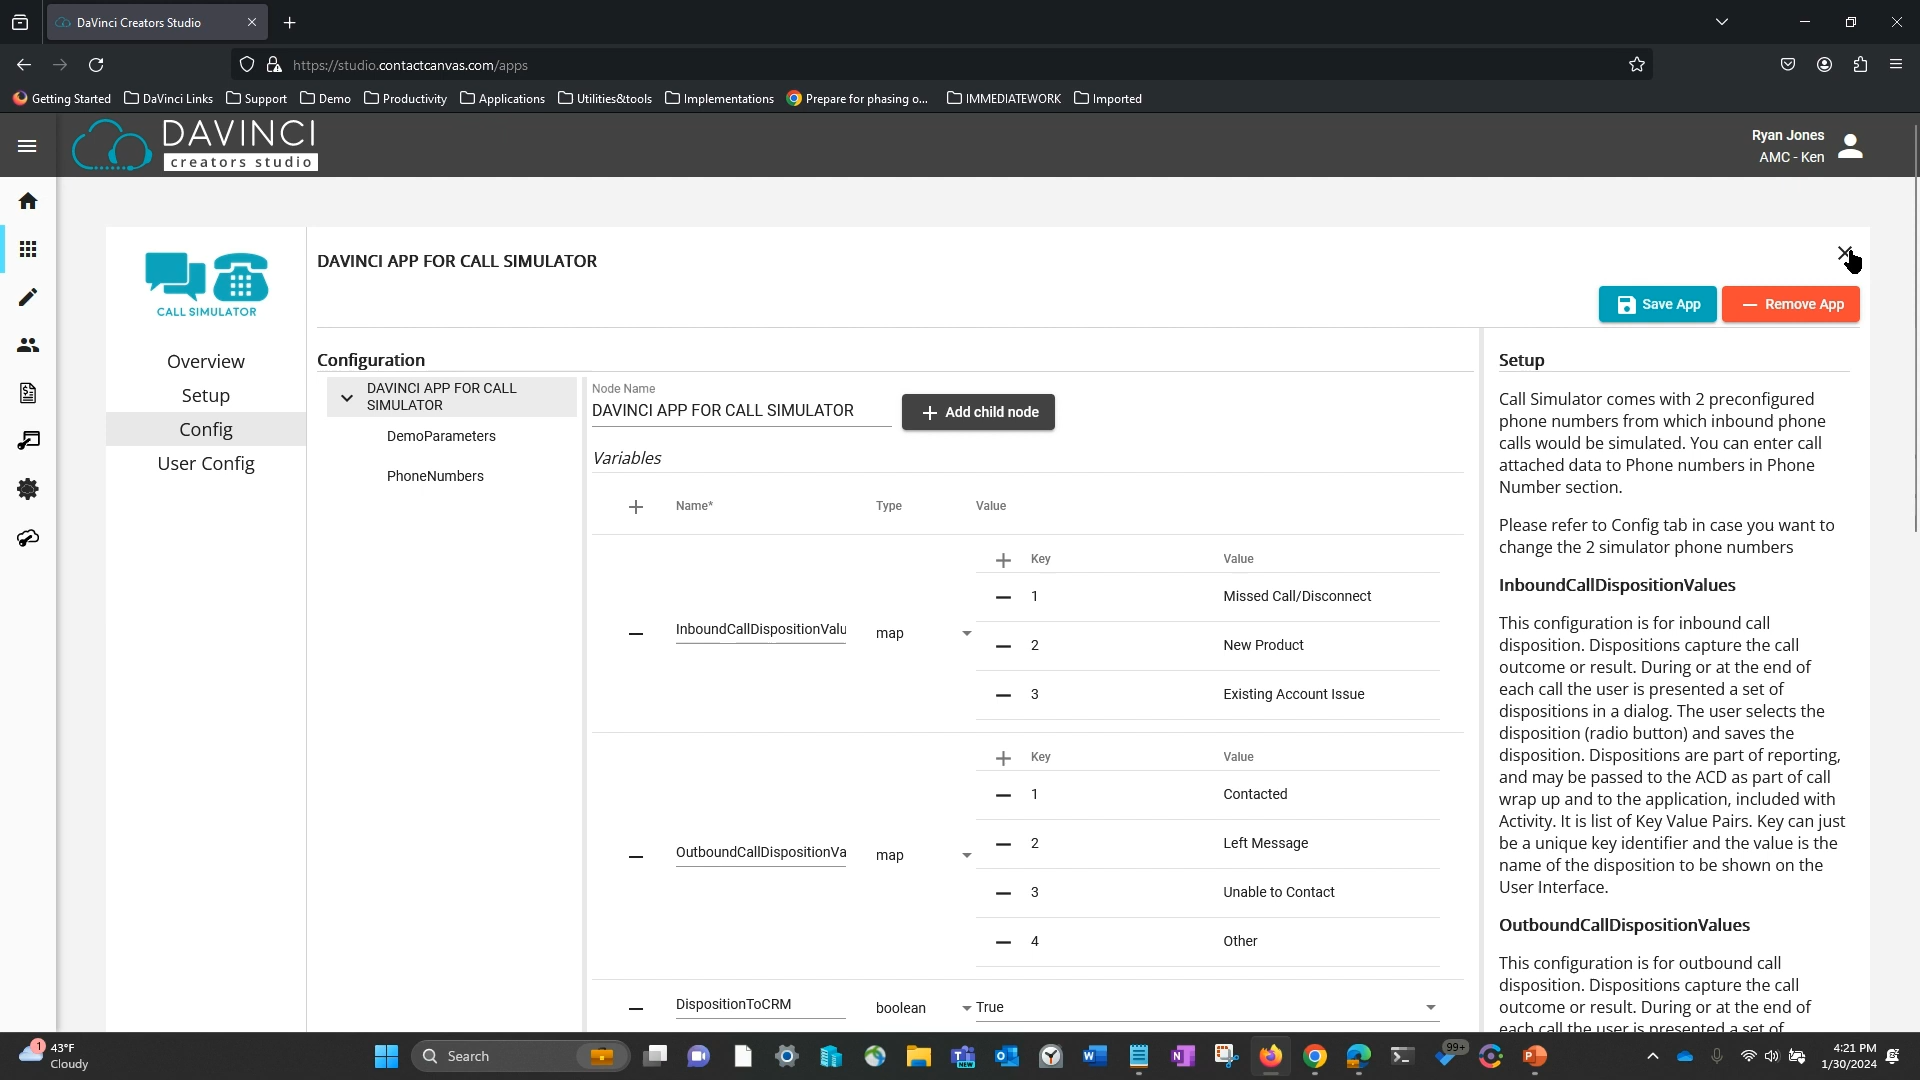 DaVinci Creators Studio
https://studio.contactcanvas.com/apps
Getting Started
DaVinci Links
Support
Demo
Productivity
Applications
Utilities&tools
Implementations
Prepare for phasing o...
IMMEDIATEWORK
Imported
DAVINCI
creators studio
Ryan Jones
AMC - Ken
CALL SIMULATOR
Overview
Setup
Config
User Config
DAVINCI APP FOR CALL SIMULATOR
Save App
Remove App
Configuration
DAVINCI APP FOR CALL
SIMULATOR
DemoParameters
PhoneNumbers
Node Name
DAVINCI APP FOR CALL SIMULATOR
Add child node
Variables
Name*
Type
Value
InboundCallDispositionValu
map
Key
Value
1
Missed Call/Disconnect
2
New Product
3
Existing Account Issue
OutboundCallDispositionVa
map
Key
Value
1
Contacted
2
Left Message
3
Unable to Contact
4
Other
DispositionToCRM
boolean
True
Setup
Call Simulator comes with 2 preconfigured
phone numbers from which inbound phone
calls would be simulated. You can enter call
attached data to Phone numbers in Phone
Number section.
Please refer to Config tab in case you want to
change the 2 simulator phone numbers
InboundCallDispositionValues
This configuration is for inbound call
disposition. Dispositions capture the call
outcome or result. During or at the end of
each call the user is presented a set of
dispositions in a dialog. The user selects the
disposition (radio button) and saves the
disposition. Dispositions are part of reporting,
and may be passed to the ACD as part of call
wrap up and to the application, included with
Activity. It is list of Key Value Pairs. Key can just
be a unique key identifier and the value is the
name of the disposition to be shown on the
User Interface.
OutboundCallDispositionValues
This configuration is for outbound call
disposition. Dispositions capture the call
outcome or result. During or at the end of
each call the user is presented a set of
1
43°F
Cloudy
Search
NEW
99+
4:21 PM
1/30/2024